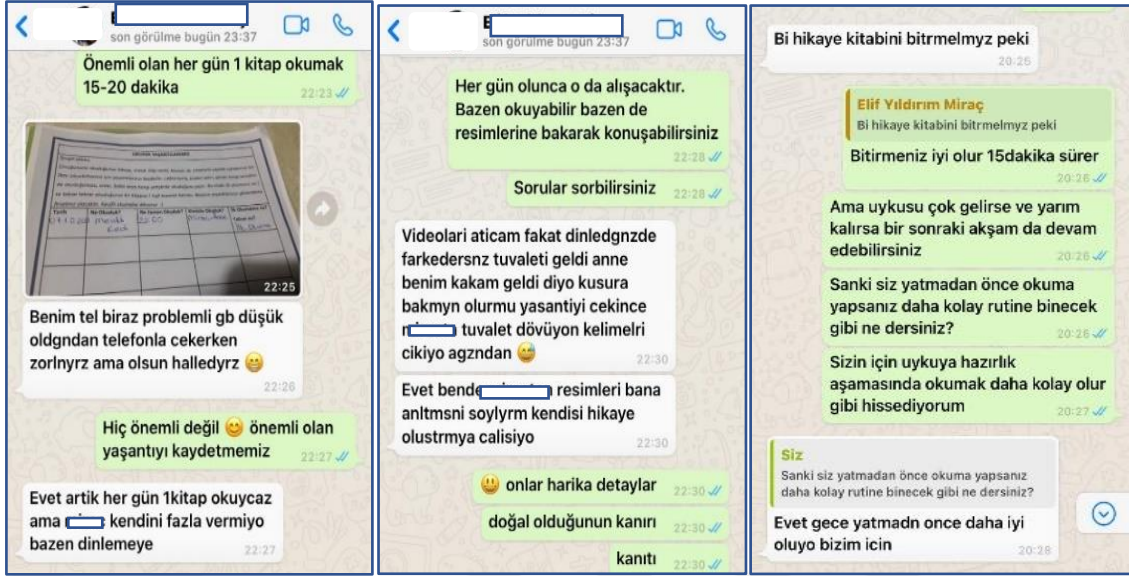 son görülme bugün 23:37
Önemli olan her gün 1 kitap okumak
15-20 dakika
22:23
22:25
Benim tel biraz problemli gb düşük
oldgndan telefonla cekerken
zorlnyrz ama olsun halledyrz 😁
22:26
Hiç önemli değil 😊 önemli olan
yaşantıyı kaydetmemiz
22:27
Evet artik her gün 1kitap okuycaz
ama kendini fazla vermiyo
bazen dinlemeye
22:27
son görülme bugün 23:37
Her gün olunca o da alışacaktır.
Bazen okuyabilir bazen de
resimlerine bakarak konuşabilirsiniz
22:28
Sorular sorbilirsiniz
22:28
Videolari aticam fakat dinledgnzde
farkedersnz tuvaleti geldi anne
benim kakam geldi diyo kusura
bakmyn olurmu yasantiyi cekince
tuvalet dövüyon kelimelri
cikiyo agzndan 😅
22:30
Evet bende resimleri bana
anltmsni soylyrm kendisi hikaye
olustrmya calisiyo
22:30
😃 onlar harika detaylar
22:30
doğal olduğunun kanırı
22:30
kanıtı
22:30
Bi hikaye kitabini bitrmelmyz peki
20:25
Elif Yıldırım Miraç
Bi hikaye kitabini bitrmelmyz peki
Bitirmeniz iyi olur 15dakika sürer
20:26
Ama uykusu çok gelirse ve yarım
kalırsa bir sonraki akşam da devam
edebilirsiniz
20:26
Sanki siz yatmadan önce okuma
yapsanız daha kolay rutine binecek
gibi ne dersiniz?
20:26
Sizin için uykuya hazırlık
aşamasında okumak daha kolay olur
gibi hissediyorum
20:27
Siz
Sanki siz yatmadan önce okuma yapsanız
daha kolay rutine binecek gibi ne dersiniz?
Evet gece yatmadn once daha iyi
oluyo bizim icin
20:28